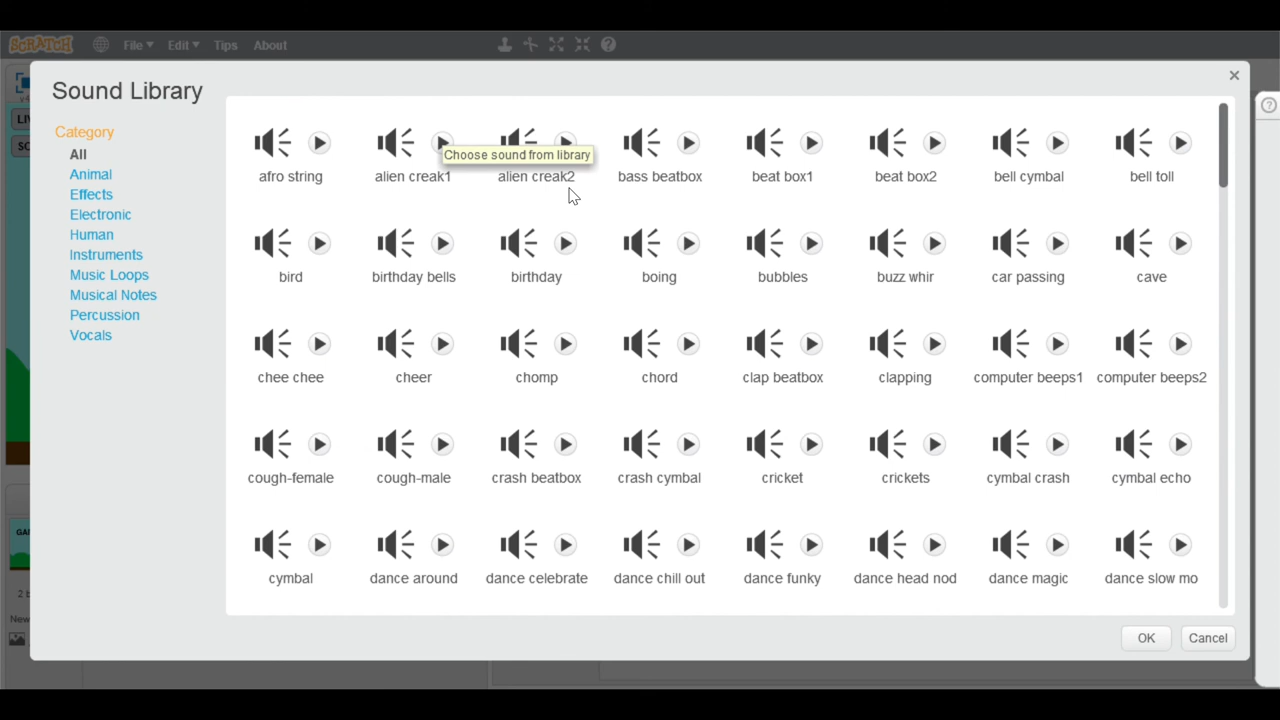 SCRATCH File Edit Tips About
Sound Library
Category
All
Animal
Effects
Electronic
Human
Instruments
Music Loops
Musical Notes
Percussion
Vocals
Choose sound from library
afro string alien creak1 alien creak2 bass beatbox beat box1 beat box2 bell cymbal bell toll
bird birthday bells birthday boing bubbles buzz whir car passing cave
chee chee cheer chomp chord clap beatbox clapping computer beeps1 computer beeps2
cough-female cough-male crash beatbox crash cymbal cricket crickets cymbal crash cymbal echo
cymbal dance around dance celebrate dance chill out dance funky dance head nod dance magic dance slow mo
OK Cancel
New